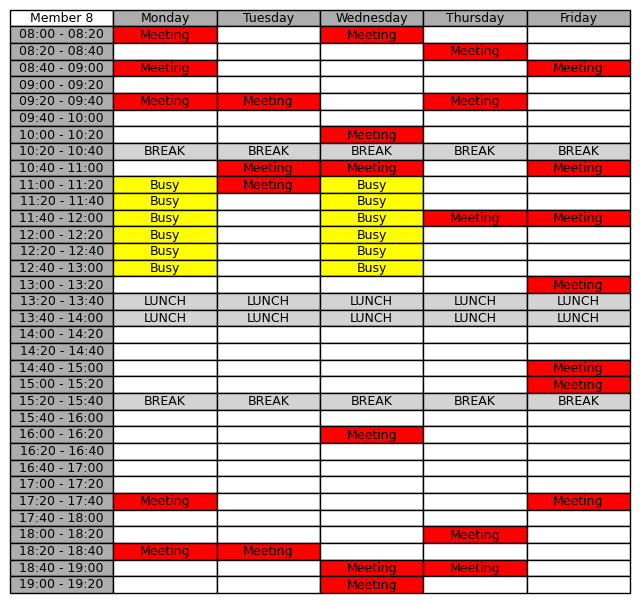 Member 8 Monday Tuesday Wednesday Thursday Friday
08:00 - 08:20 Meeting Meeting
08:20 - 08:40 Meeting
08:40 - 09:00 Meeting Meeting
09:00 - 09:20
09:20 - 09:40 Meeting Meeting Meeting
09:40 - 10:00
10:00 - 10:20 Meeting
10:20 - 10:40 BREAK BREAK BREAK BREAK BREAK
10:40 - 11:00 Meeting Meeting Meeting
11:00 - 11:20 Busy Meeting Busy
11:20 - 11:40 Busy Busy
11:40 - 12:00 Busy Busy Meeting Meeting
12:00 - 12:20 Busy Busy
12:20 - 12:40 Busy Busy
12:40 - 13:00 Busy Busy
13:00 - 13:20 Meeting
13:20 - 13:40 LUNCH LUNCH LUNCH LUNCH LUNCH
13:40 - 14:00 LUNCH LUNCH LUNCH LUNCH LUNCH
14:00 - 14:20
14:20 - 14:40
14:40 - 15:00 Meeting
15:00 - 15:20 Meeting
15:20 - 15:40 BREAK BREAK BREAK BREAK BREAK
15:40 - 16:00
16:00 - 16:20 Meeting
16:20 - 16:40
16:40 - 17:00
17:00 - 17:20
17:20 - 17:40 Meeting Meeting
17:40 - 18:00
18:00 - 18:20 Meeting
18:20 - 18:40 Meeting Meeting
18:40 - 19:00 Meeting Meeting
19:00 - 19:20 Meeting